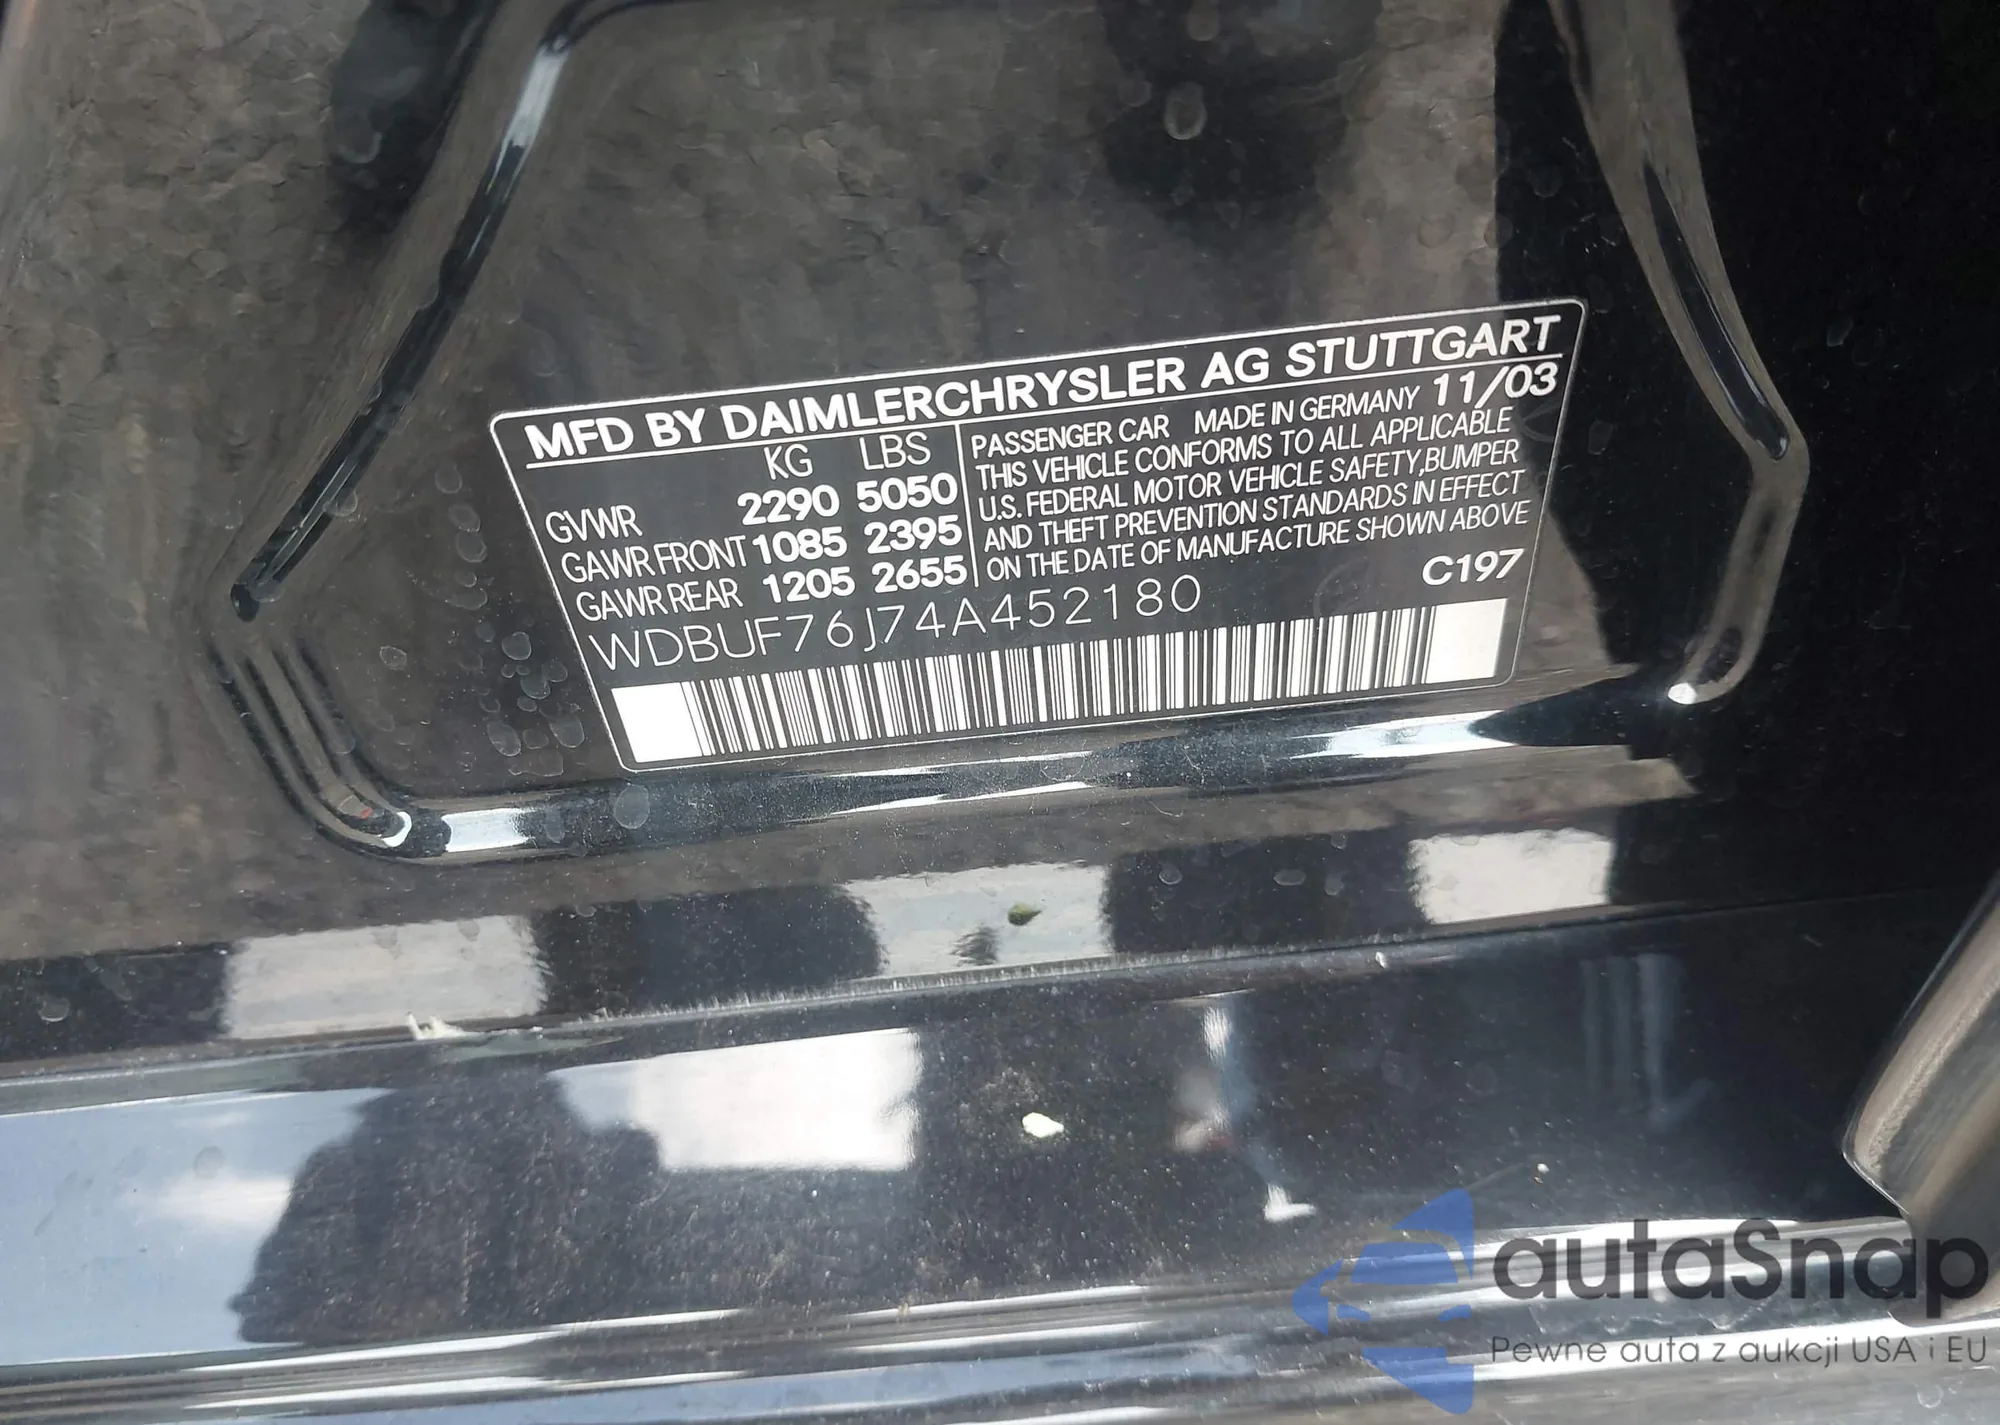 MFD BY DAIMLERCHRYSLER AG STUTTGART
KG LBS
GVWR 2290 5050
GAWR FRONT 1085 2395
GAWR REAR 1205 2655
PASSENGER CAR MADE IN GERMANY 11/03
THIS VEHICLE CONFORMS TO ALL APPLICABLE
U.S. FEDERAL MOTOR VEHICLE SAFETY,BUMPER
AND THEFT PREVENTION STANDARDS IN EFFECT
ON THE DATE OF MANUFACTURE SHOWN ABOVE
C197
WDBUF76J74A452180
autaSnap
Pewne auta z aukcji USA i EU